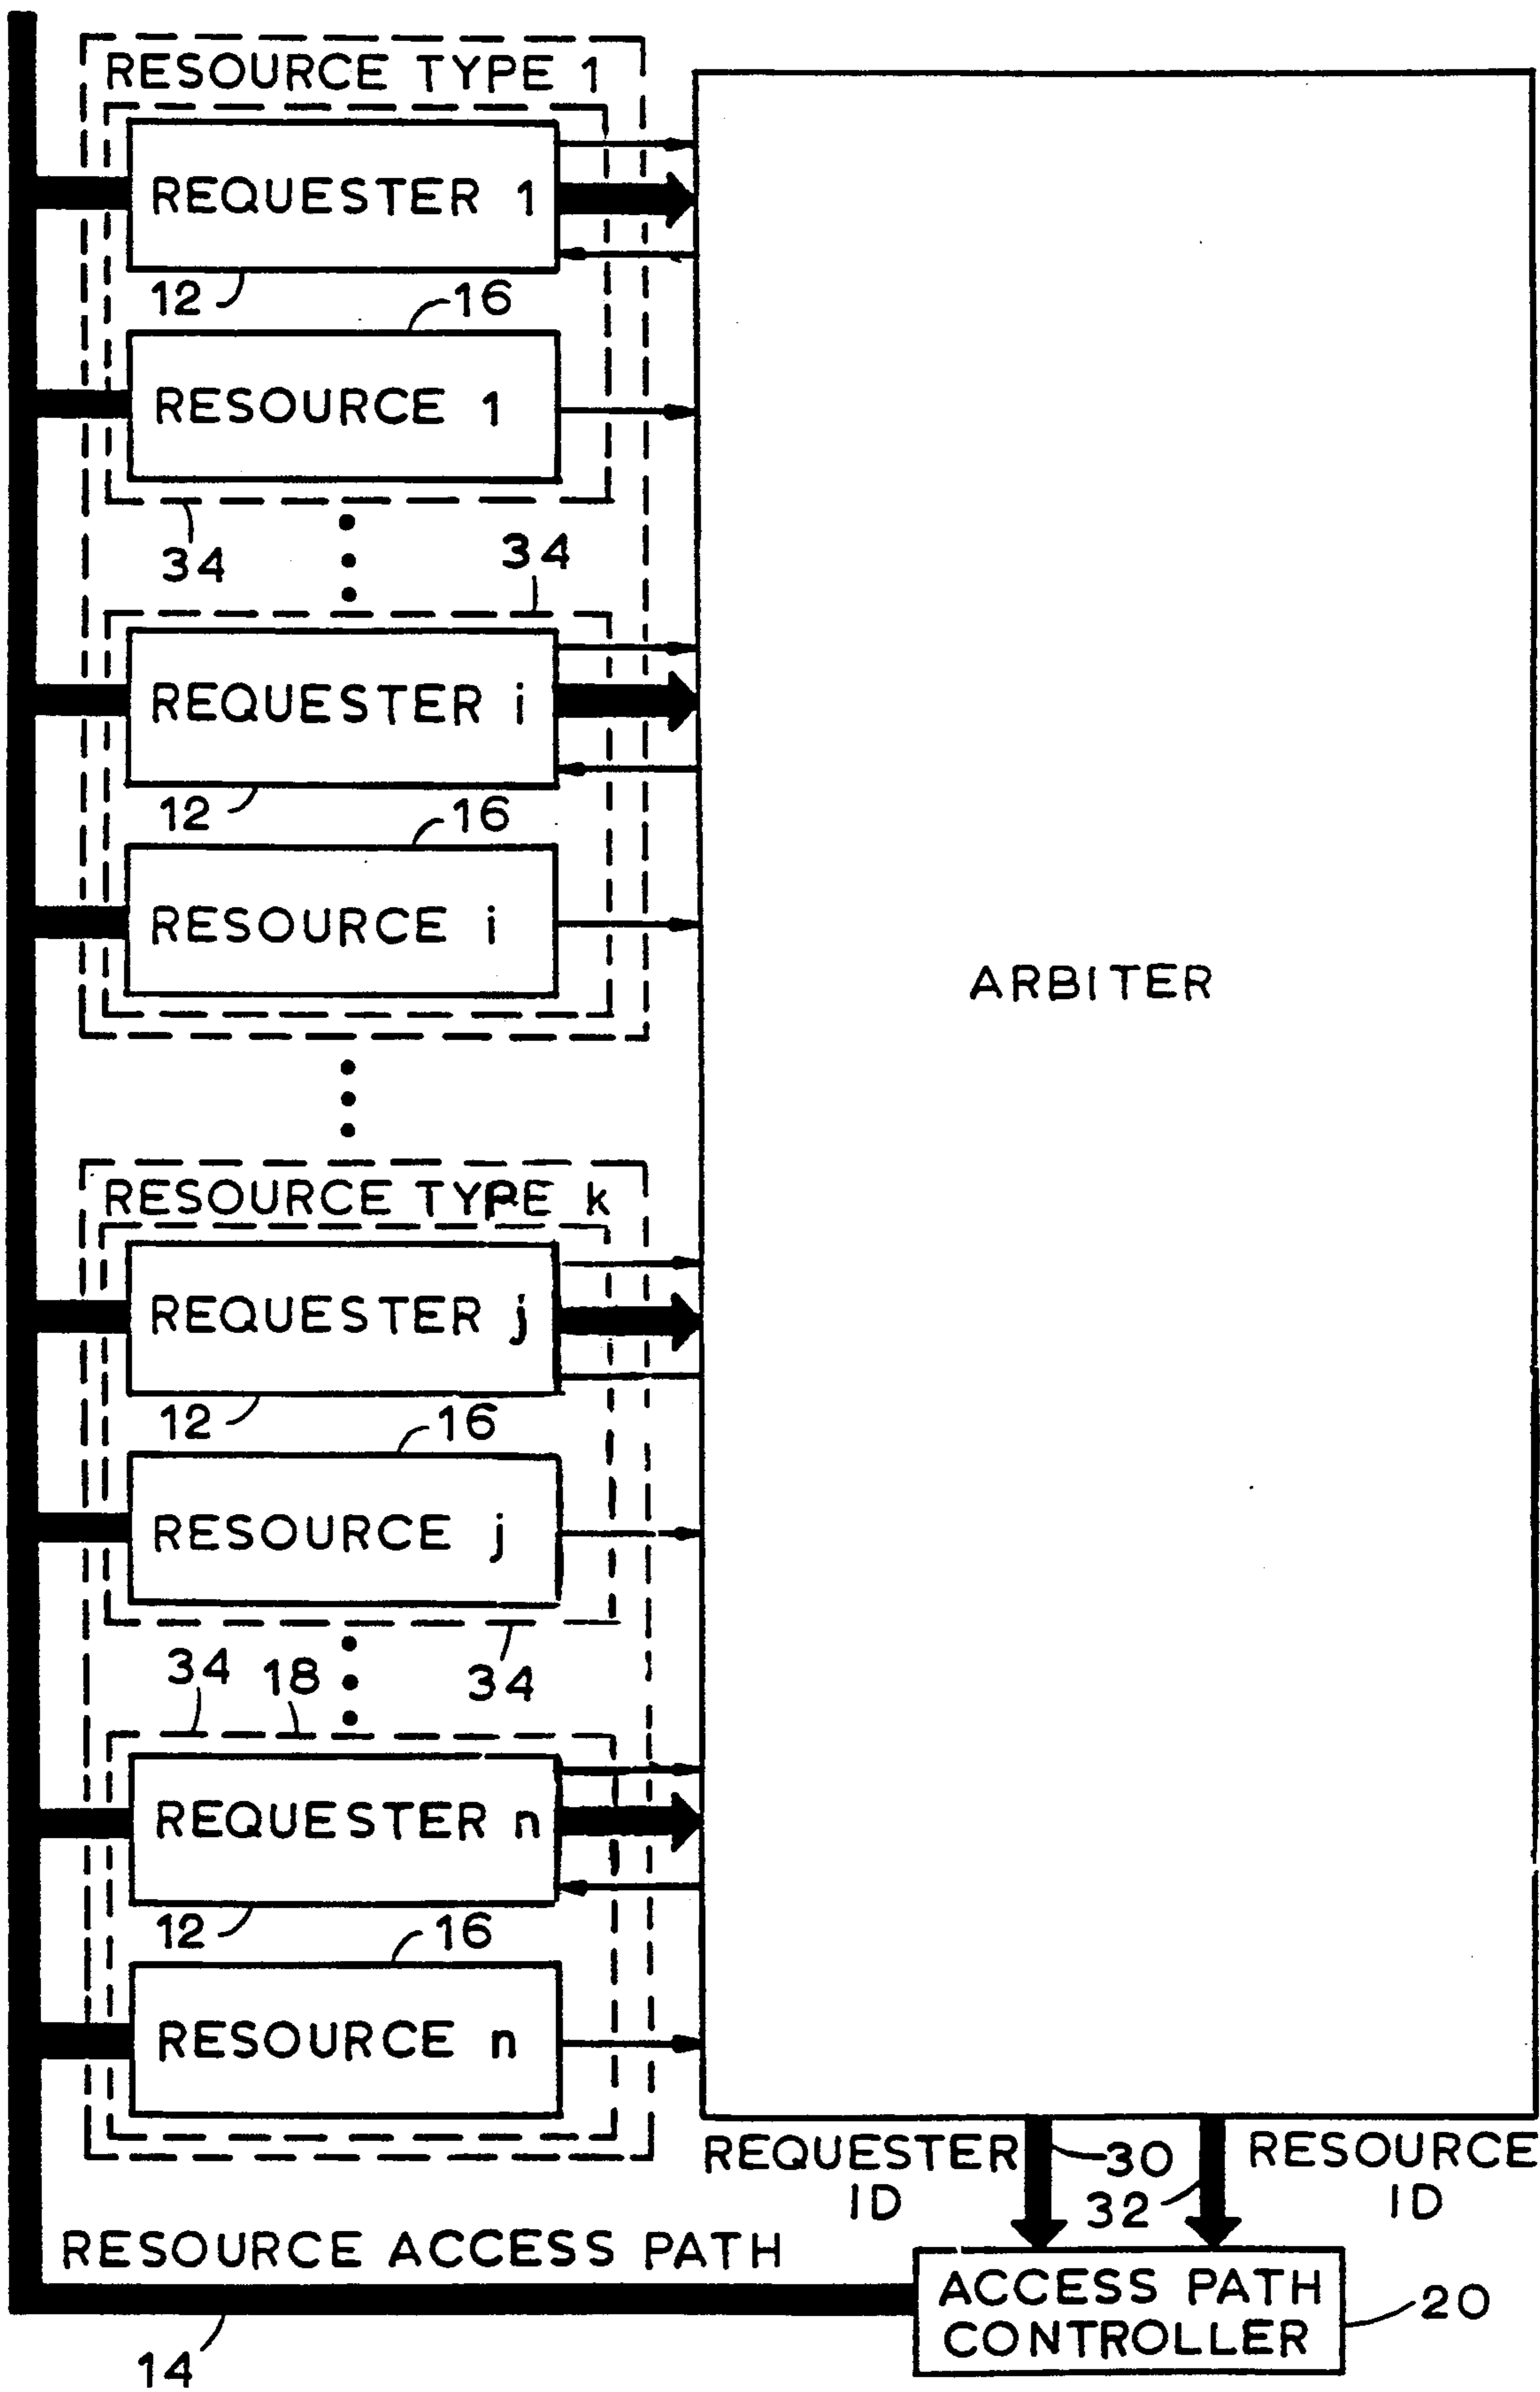 RESOURCE TYPE 1
REQUESTER 1
12
16
RESOURCE 1
34
34
REQUESTER i
12
16
RESOURCE i
ARBITER
RESOURCE TYPE k
REQUESTER j
12
16
RESOURCE j
34
18
34
REQUESTER n
12
16
RESOURCE n
REQUESTER
ID
30
32
RESOURCE
ID
RESOURCE ACCESS PATH
ACCESS PATH
CONTROLLER
20
14